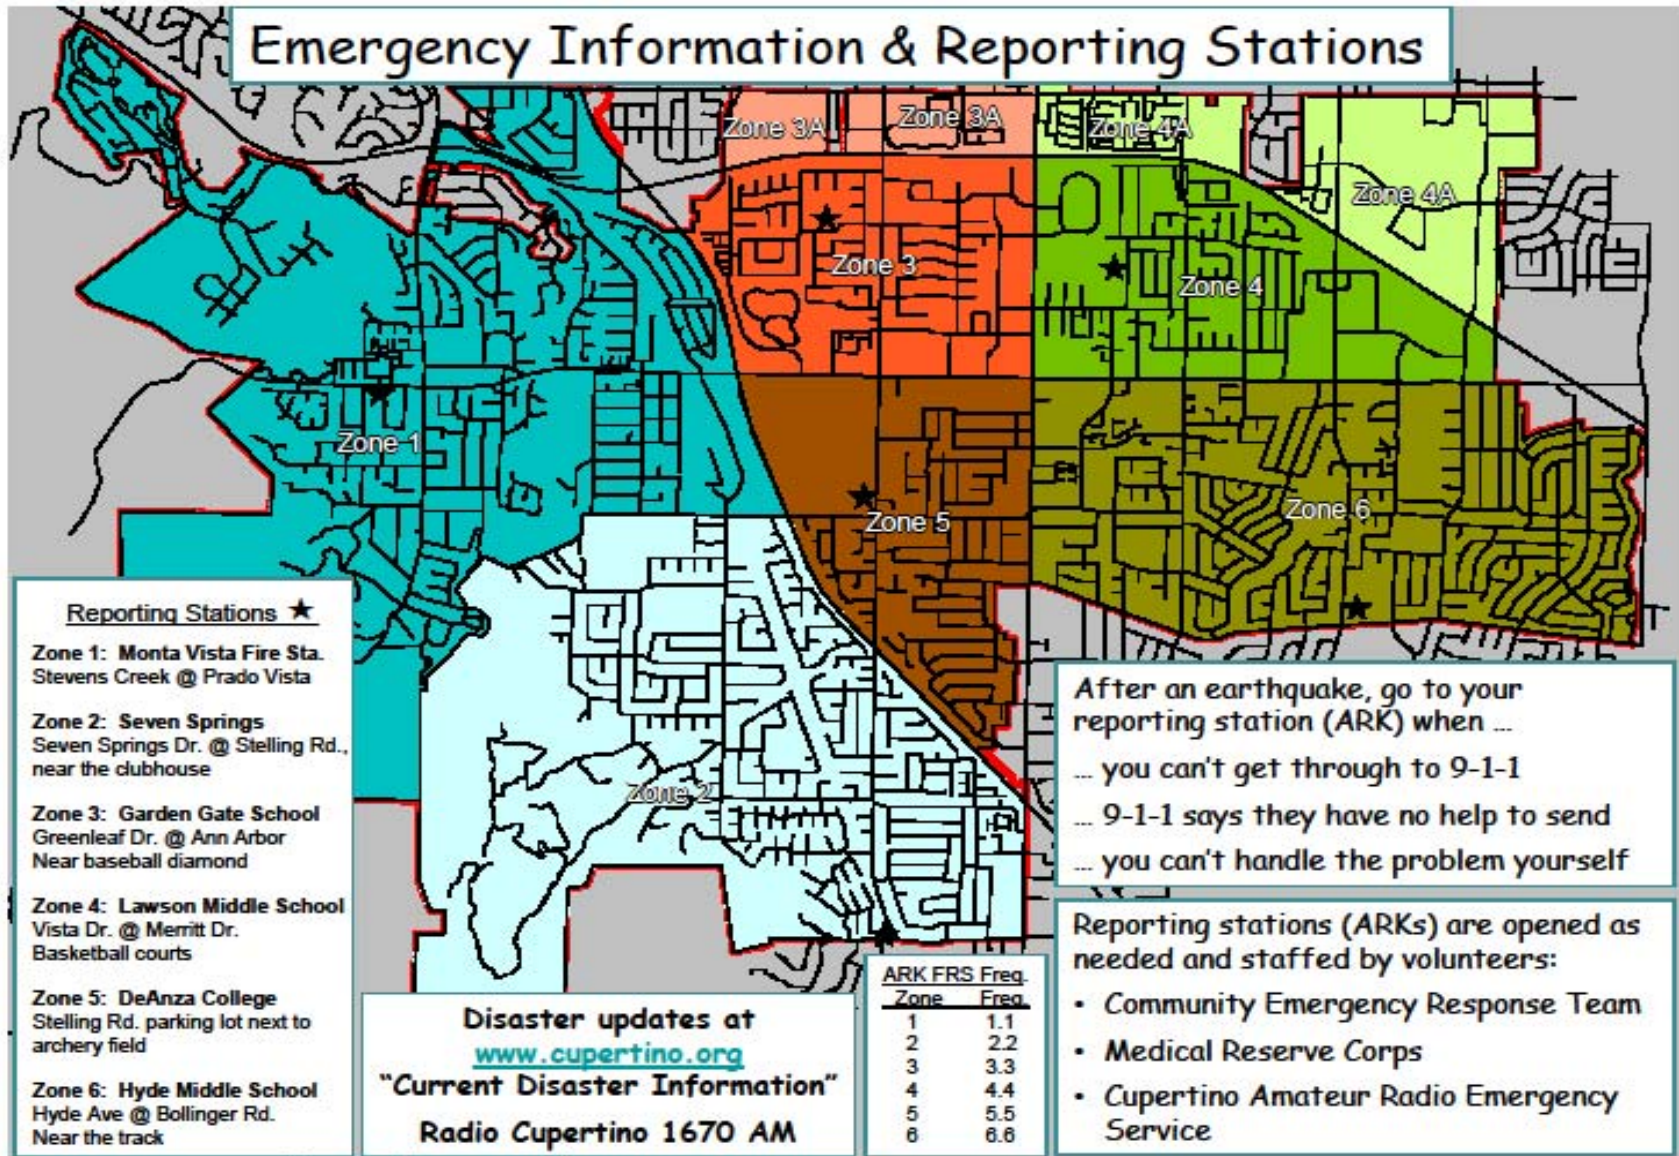 Emergency Information & Reporting Stations
Zone 3A
Zone 3A
Zone 4A
Zone 4A
Zone 3
Zone 4
Zone 1
Zone 5
Zone 6
Zone 2
Reporting Stations ★
Zone 1: Monta Vista Fire Sta.
Stevens Creek @ Prado Vista
Zone 2: Seven Springs
Seven Springs Dr. @ Stelling Rd.,
near the clubhouse
Zone 3: Garden Gate School
Greenleaf Dr. @ Ann Arbor
Near baseball diamond
Zone 4: Lawson Middle School
Vista Dr. @ Merritt Dr.
Basketball courts
Zone 5: DeAnza College
Stelling Rd. parking lot next to
archery field
Zone 6: Hyde Middle School
Hyde Ave @ Bollinger Rd.
Near the track
Disaster updates at
www.cupertino.org
"Current Disaster Information"
Radio Cupertino 1670 AM
ARK FRS Freq.
Zone Freq.
1 1.1
2 2.2
3 3.3
4 4.4
5 5.5
6 6.6
After an earthquake, go to your
reporting station (ARK) when ...
... you can't get through to 9-1-1
... 9-1-1 says they have no help to send
... you can't handle the problem yourself
Reporting stations (ARKs) are opened as
needed and staffed by volunteers:
• Community Emergency Response Team
• Medical Reserve Corps
• Cupertino Amateur Radio Emergency
Service